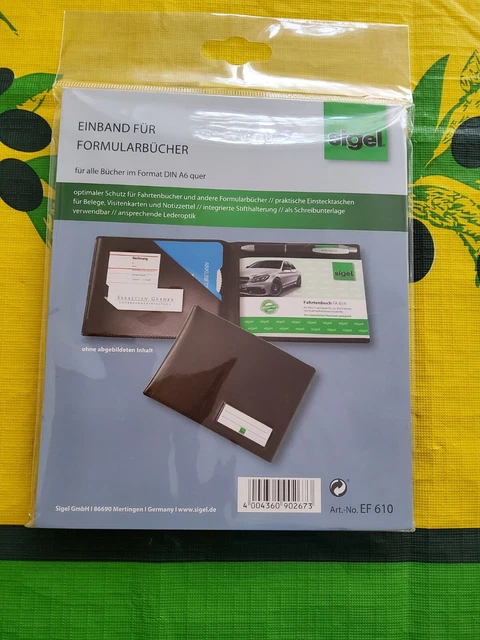 EINBAND FÜR
FORMULARBÜCHER
sigel
für alle Bücher im Format DIN A6 quer
optimaler Schutz für Fahrtenbücher und andere Formularbücher // praktische Einstecktaschen
für Belege, Visitenkarten und Notizzettel // integrierte Stifthalterung // als Schreibunterlage
verwendbar // ansprechende Lederoptik
Rechnung
sigel
Fahrtenbuch
sigel
ohne abgebildeten Inhalt
4 004360 902673
Sigel GmbH I 86690 Mertingen I Germany I www.sigel.de
Art.-No. EF 610